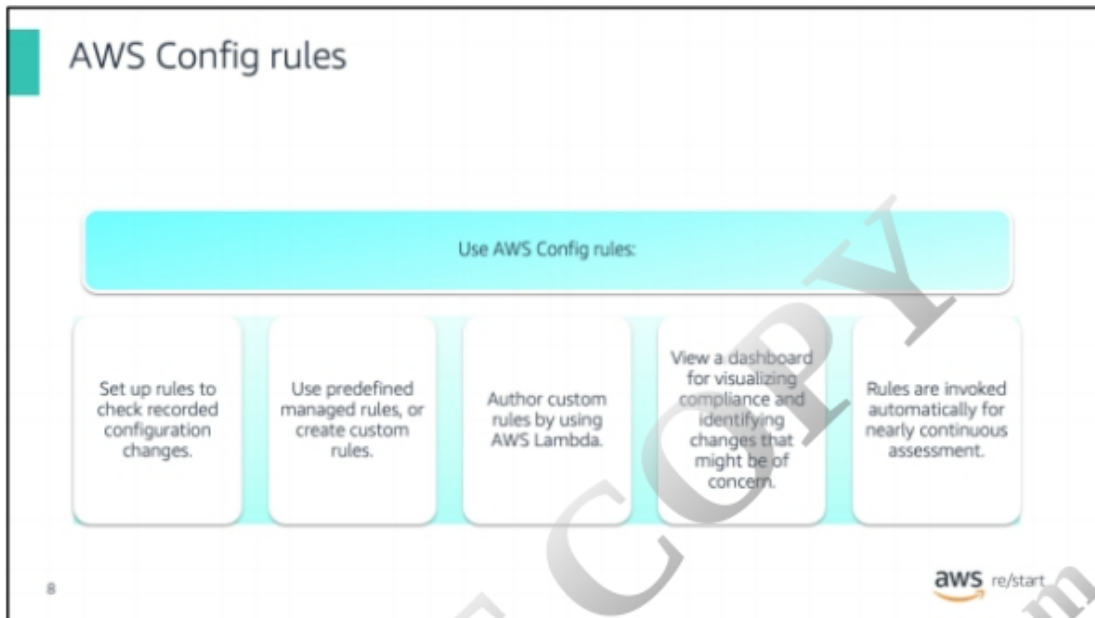 AWS Config rules
Use AWS Config rules:
Set up rules to
check recorded
configuration
changes.
Use predefined
managed rules, or
create custom
rules.
Author custom
rules by using
AWS Lambda.
View a dashboard
for visualizing
compliance and
identifying
changes that
might be of
concern.
Rules are invoked
automatically for
nearly continuous
assessment.
COPY
8
aws re/start